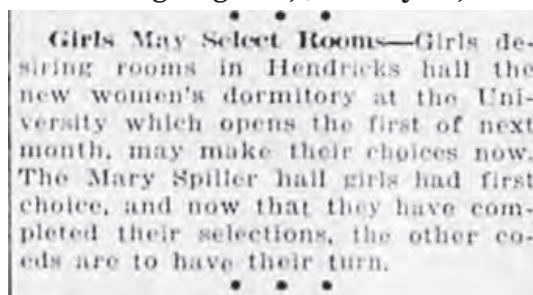 Girls May Select Rooms—Girls de-
siring rooms in Hendricks hall the
new women's dormitory at the Uni-
versity which opens the first of next
month, may make their choices now.
The Mary Spiller hall girls had first
choice, and now that they have com-
pleted their selections, the other co-
eds are to have their turn.